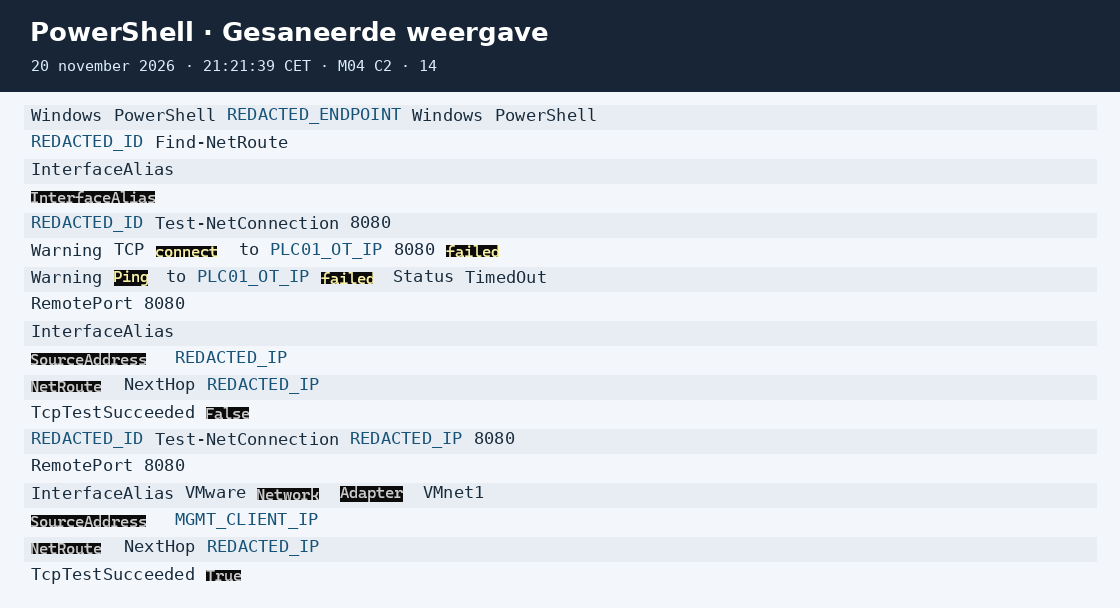 PowerShell · Gesaneerde weergave
20 november 2026 · 21:21:39 CET · M04 C2 · 14
Windows PowerShell REDACTED_ENDPOINT Windows PowerShell
REDACTED_ID Find-NetRoute
InterfaceAlias
InterfaceAlias
REDACTED_ID Test-NetConnection 8080
Warning TCP connect to PLC01_OT_IP 8080 failed
Warning Ping to PLC01_OT_IP failed Status TimedOut
RemotePort 8080
InterfaceAlias
SourceAddress REDACTED_IP
NetRoute NextHop REDACTED_IP
TcpTestSucceeded False
REDACTED_ID Test-NetConnection REDACTED_IP 8080
RemotePort 8080
InterfaceAlias VMware Network Adapter VMnet1
SourceAddress MGMT_CLIENT_IP
NetRoute NextHop REDACTED_IP
TcpTestSucceeded True